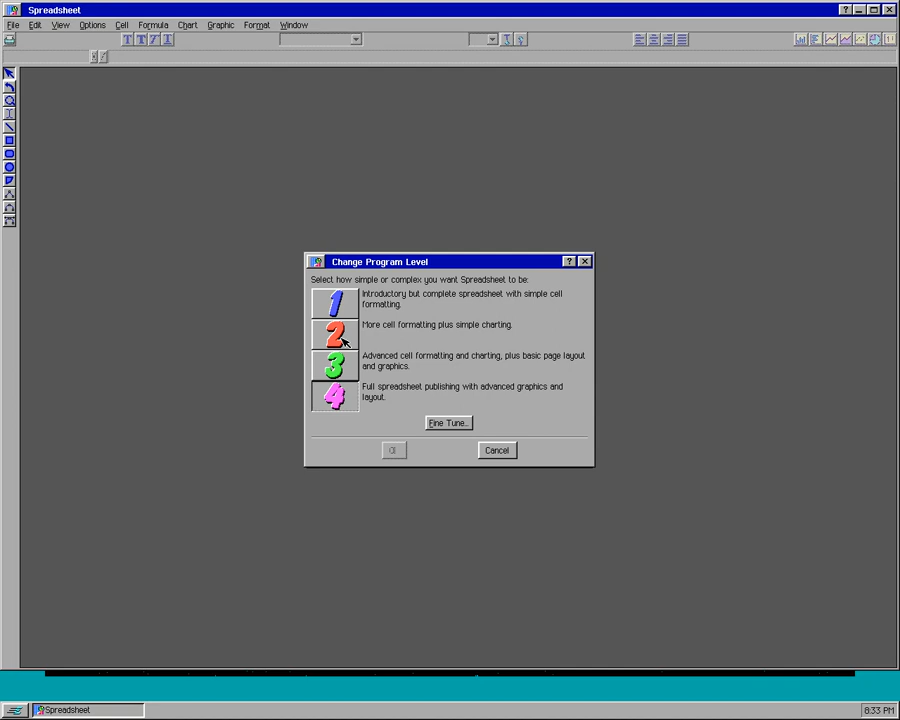 Spreadsheet
File Edit View Options Cell Formula Chart Graphic Format Window
Change Program Level
Select how simple or complex you want Spreadsheet to be:
1
Introductory but complete spreadsheet with simple cell
formatting.
2
More cell formatting plus simple charting.
3
Advanced cell formatting and charting, plus basic page layout
and graphics.
4
Full spreadsheet publishing with advanced graphics and
layout.
Fine Tune...
Cancel
Spreadsheet
8:33 PM